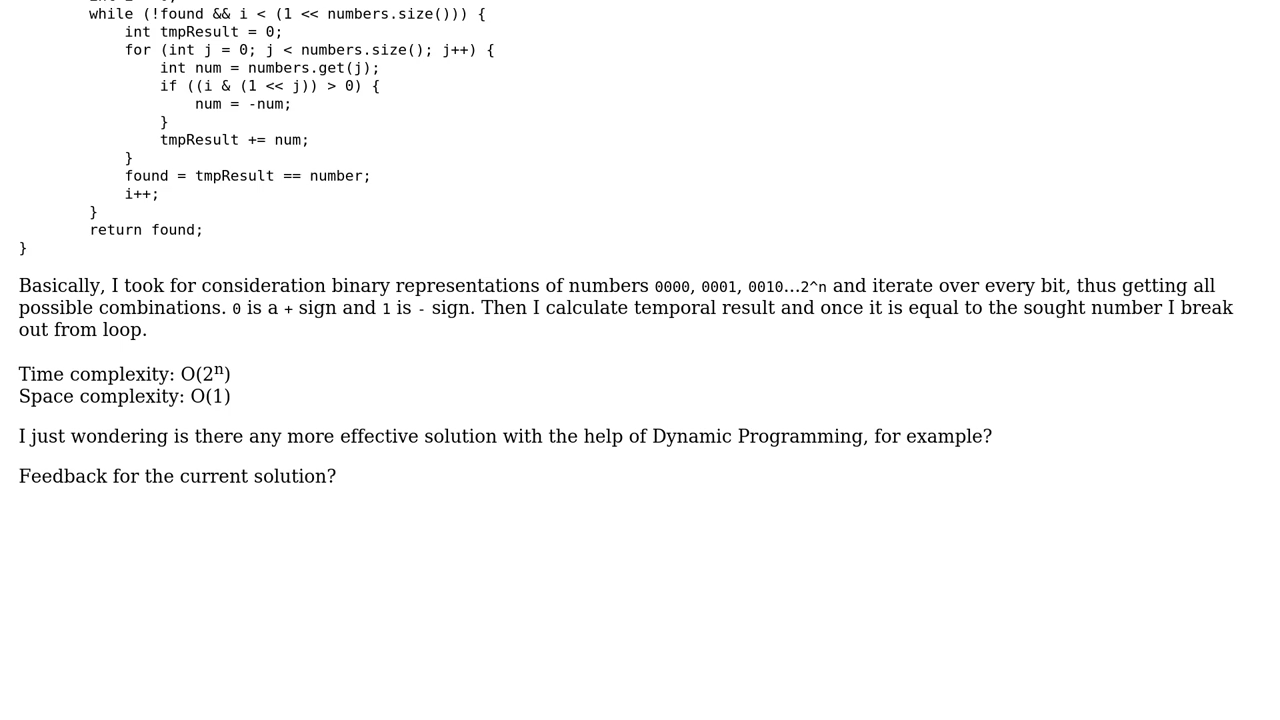 while (!found && i < (1 << numbers.size())) {
int tmpResult = 0;
for (int j = 0; j < numbers.size(); j++) {
int num = numbers.get(j);
if ((i & (1 << j)) > 0) {
num = -num;
}
tmpResult += num;
}
found = tmpResult == number;
i++;
}
return found;
}
Basically, I took for consideration binary representations of numbers 0000, 0001, 0010...2^n and iterate over every bit, thus getting all
possible combinations. 0 is a + sign and 1 is - sign. Then I calculate temporal result and once it is equal to the sought number I break
out from loop.
Time complexity: O(2ⁿ)
Space complexity: O(1)
I just wondering is there any more effective solution with the help of Dynamic Programming, for example?
Feedback for the current solution?